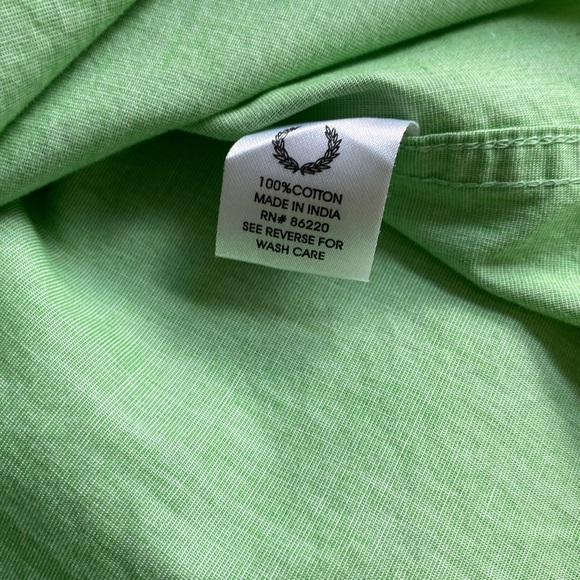 100%COTTON
MADE IN INDIA
RN# 86220
SEE REVERSE FOR
WASH CARE